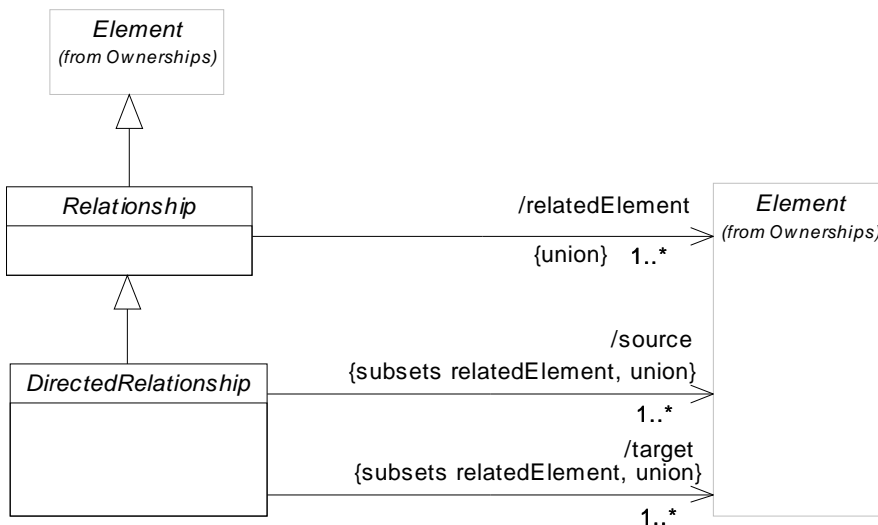 Element
(from Ownerships)
Relationship
/relatedElement
{union} 1..*
Element
(from Ownerships)
DirectedRelationship
/source
{subsets relatedElement, union}
1..*
/target
{subsets relatedElement, union}
1..*